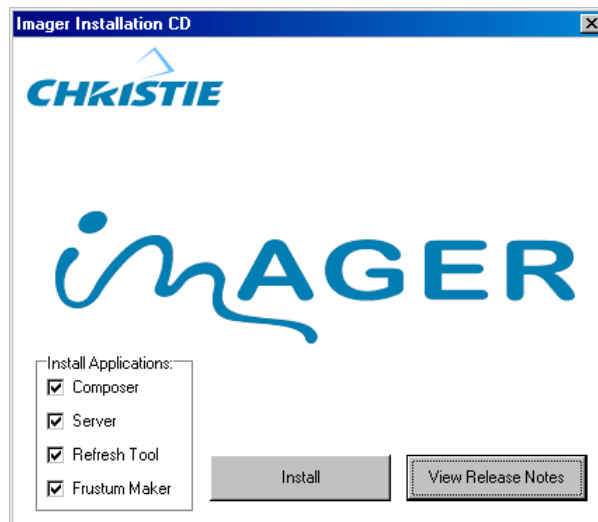 Imager Installation CD
CHRISTIE
imAGER
Install Applications:
Composer
Server
Refresh Tool
Frustum Maker
Install
View Release Notes